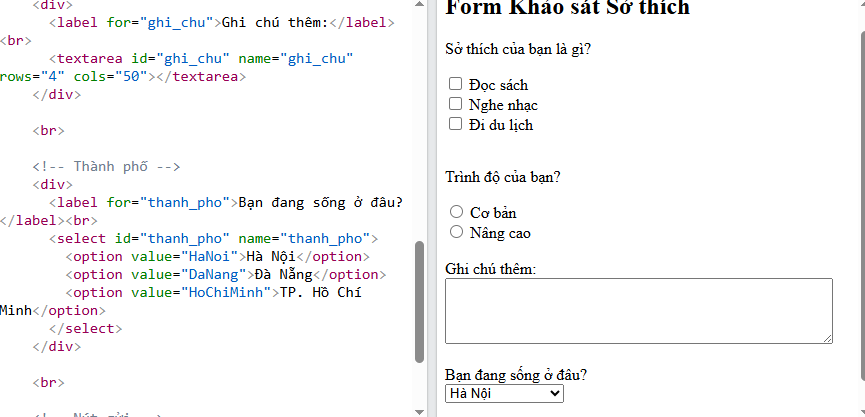 <div>
<label for="ghi_chu">Ghi chú thêm:</label>
<br>
<textarea id="ghi_chu" name="ghi_chu"
rows="4" cols="50"></textarea>
</div>
<br>
<!-- Thành phố -->
<div>
<label for="thanh_pho">Bạn đang sống ở đâu?
</label><br>
<select id="thanh_pho" name="thanh_pho">
<option value="HaNoi">Hà Nội</option>
<option value="DaNang">Đà Nẵng</option>
<option value="HoChiMinh">TP. Hồ Chí
Minh</option>
</select>
</div>
<br>
<!-- Nút gửi -->
Form Khảo sát Sở thích
Sở thích của bạn là gì?
Đọc sách
Nghe nhạc
Đi du lịch
Trình độ của bạn?
Cơ bản
Nâng cao
Ghi chú thêm:
Bạn đang sống ở đâu?
Hà Nội